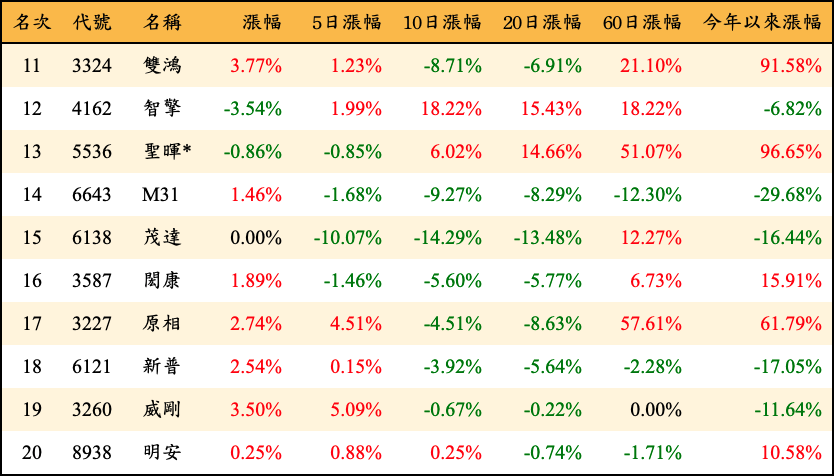 名次 代號 名稱 漲幅 5日漲幅 10日漲幅 20日漲幅 60日漲幅 今年以來漲幅
11 3324 雙鴻 3.77% 1.23% -8.71% -6.91% 21.10% 91.58%
12 4162 智擎 -3.54% 1.99% 18.22% 15.43% 18.22% -6.82%
13 5536 聖暉* -0.86% -0.85% 6.02% 14.66% 51.07% 96.65%
14 6643 M31 1.46% -1.68% -9.27% -8.29% -12.30% -29.68%
15 6138 茂達 0.00% -10.07% -14.29% -13.48% 12.27% -16.44%
16 3587 閎康 1.89% -1.46% -5.60% -5.77% 6.73% 15.91%
17 3227 原相 2.74% 4.51% -4.51% -8.63% 57.61% 61.79%
18 6121 新普 2.54% 0.15% -3.92% -5.64% -2.28% -17.05%
19 3260 威剛 3.50% 5.09% -0.67% -0.22% 0.00% -11.64%
20 8938 明安 0.25% 0.88% 0.25% -0.74% -1.71% 10.58%